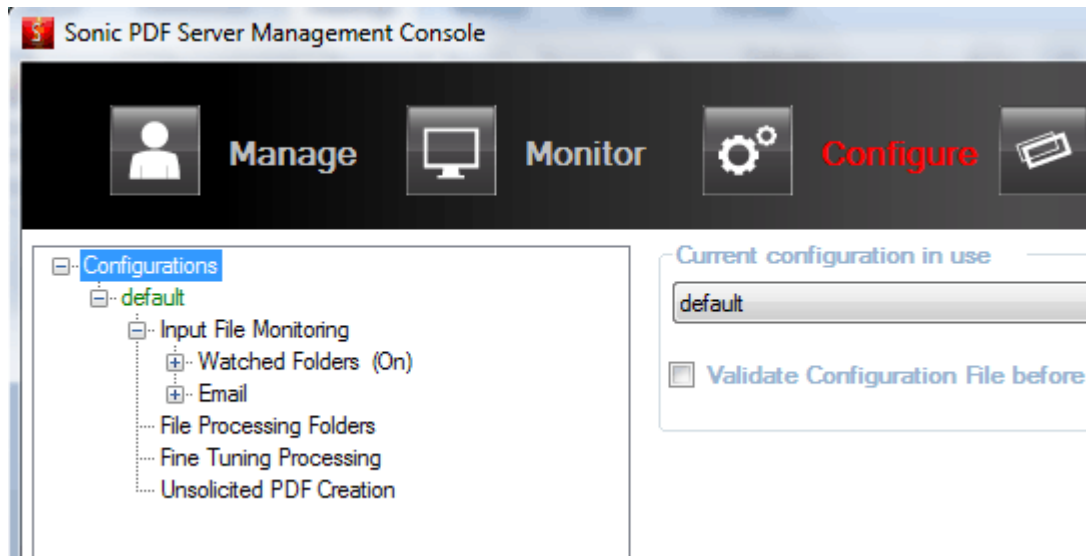 Sonic PDF Server Management Console
Manage Monitor Configure
Configurations
default
Input File Monitoring
Watched Folders (On)
Email
File Processing Folders
Fine Tuning Processing
Unsolicited PDF Creation
Current configuration in use
default
Validate Configuration File before